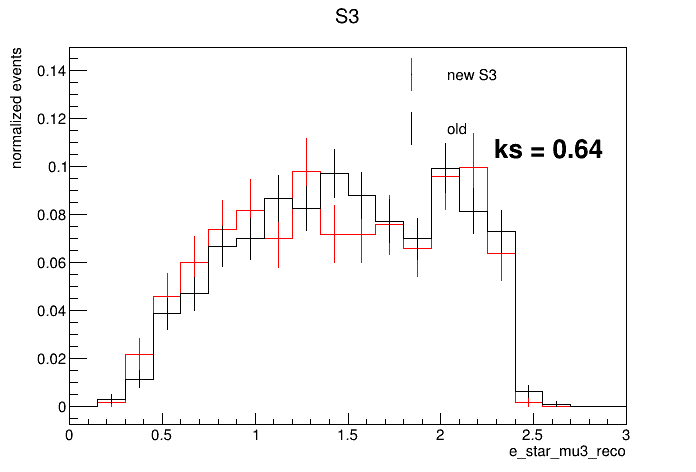 S3
normalized events
new S3
old
ks = 0.64
0.14
0.12
0.1
0.08
0.06
0.04
0.02
0
0 0.5 1 1.5 2 2.5 3
e_star_mu3_reco